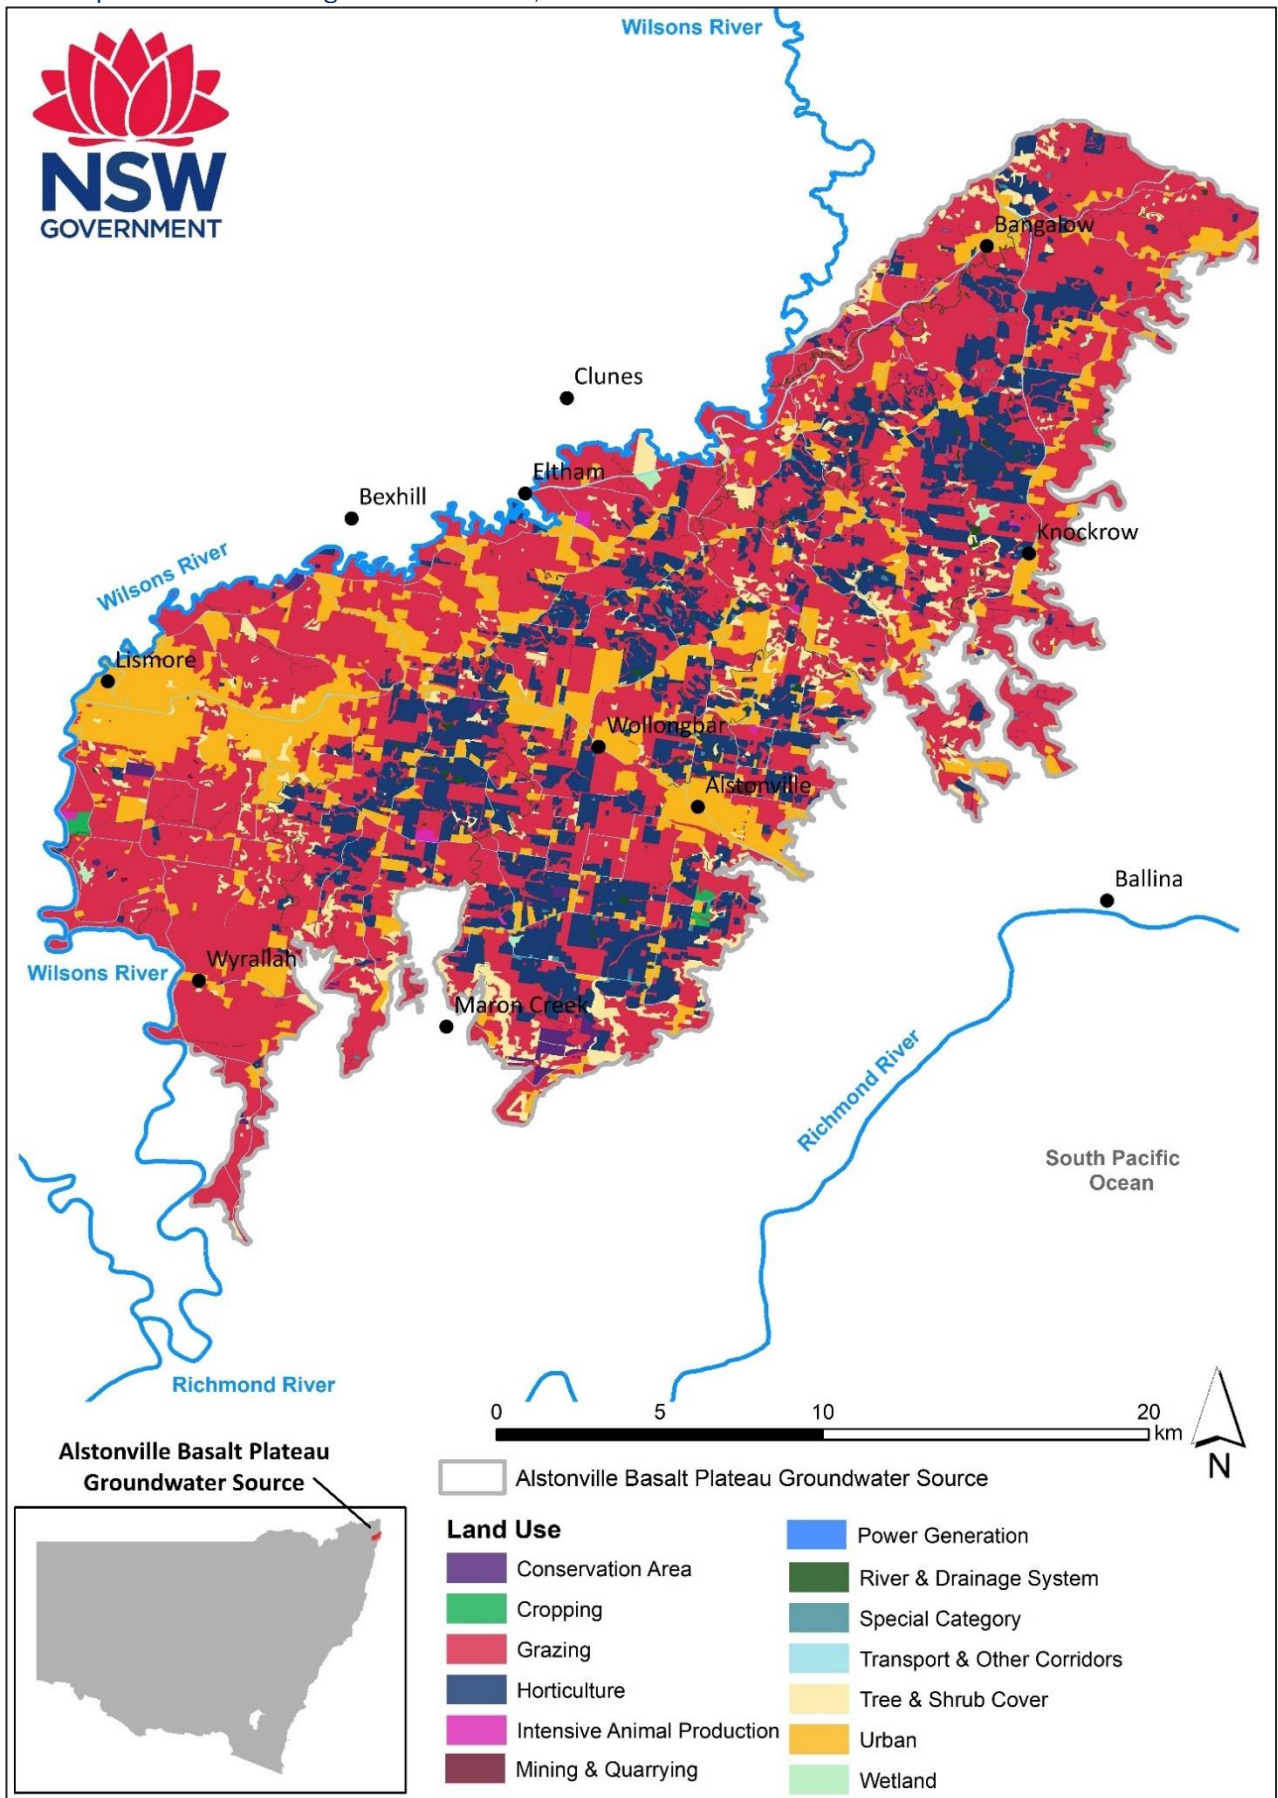 Wilsons River
NSW
GOVERNMENT
Bangalow
Clunes
Eltham
Bexhill
Knockrow
Wilsons River
Lismore
Wollongbar
Alstonville
Ballina
Wyrallah
Wilsons River
Maron Creek
Richmond River
South Pacific
Ocean
Richmond River
0 5 10 20
km
N
Alstonville Basalt Plateau
Groundwater Source
Alstonville Basalt Plateau Groundwater Source
Land Use
Conservation Area
Cropping
Grazing
Horticulture
Intensive Animal Production
Mining & Quarrying
Power Generation
River & Drainage System
Special Category
Transport & Other Corridors
Tree & Shrub Cover
Urban
Wetland